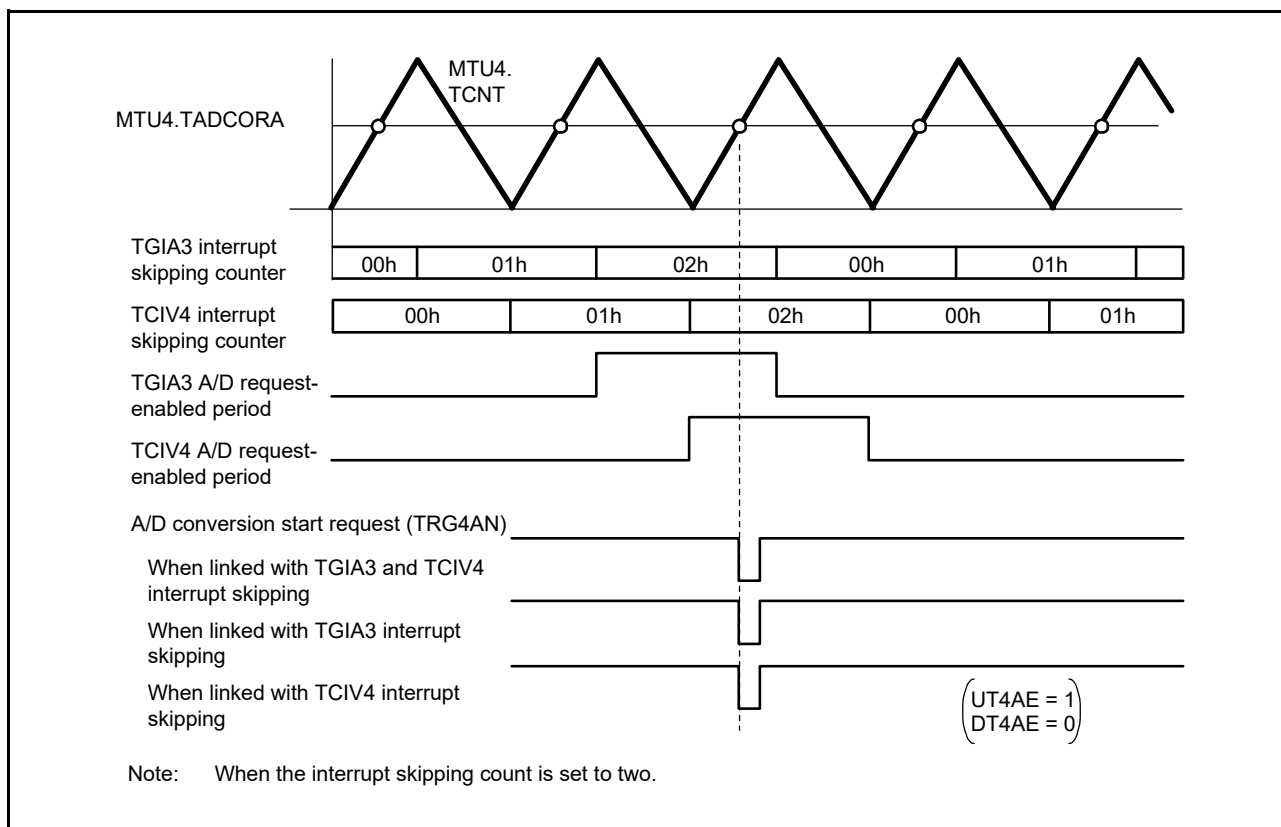 MTU4.
TCNT
MTU4.TADCORA
TGIA3 interrupt
skipping counter
00h 01h 02h 00h 01h
TCIV4 interrupt
skipping counter
00h 01h 02h 00h 01h
TGIA3 A/D request-
enabled period
TCIV4 A/D request-
enabled period
A/D conversion start request (TRG4AN)
When linked with TGIA3 and TCIV4
interrupt skipping
When linked with TGIA3 interrupt
skipping
When linked with TCIV4 interrupt
skipping
UT4AE = 1
DT4AE = 0
Note: When the interrupt skipping count is set to two.